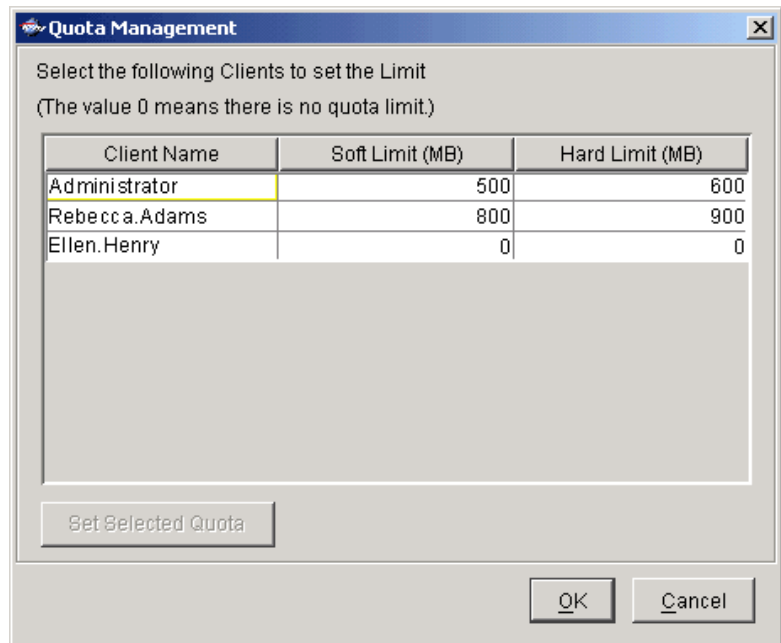 Quota Management
Select the following Clients to set the Limit
(The value 0 means there is no quota limit.)
Client Name Soft Limit (MB) Hard Limit (MB)
Administrator 500 600
Rebecca.Adams 800 900
Ellen.Henry 0 0
Set Selected Quota
OK Cancel